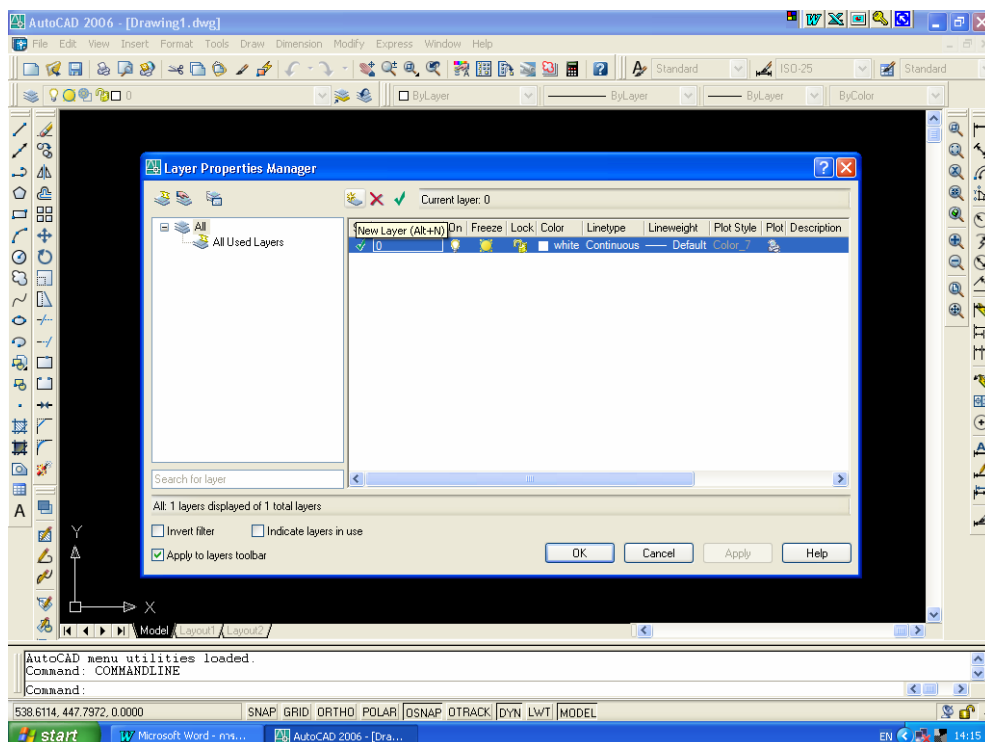 AutoCAD 2006 - [Drawing1.dwg]
File Edit View Insert Format Tools Draw Dimension Modify Express Window Help
Standard ISO-25 Standard
0 ByLayer ByLayer ByLayer ByColor
Layer Properties Manager
Current layer: 0
All
All Used Layers
New Layer (Alt+N) On Freeze Lock Color Linetype Lineweight Plot Style Plot Description
0 white Continuous Default Color_7
Search for layer
All: 1 layers displayed of 1 total layers
Invert filter Indicate layers in use
Apply to layers toolbar
OK Cancel Apply Help
Y
X
Model Layout1 Layout2
AutoCAD menu utilities loaded.
Command: COMMANDLINE
Command:
538.6114, 447.7972, 0.0000 SNAP GRID ORTHO POLAR OSNAP OTRACK DYN LWT MODEL
start Microsoft Word - การ... AutoCAD 2006 - [Dra... EN 14:15